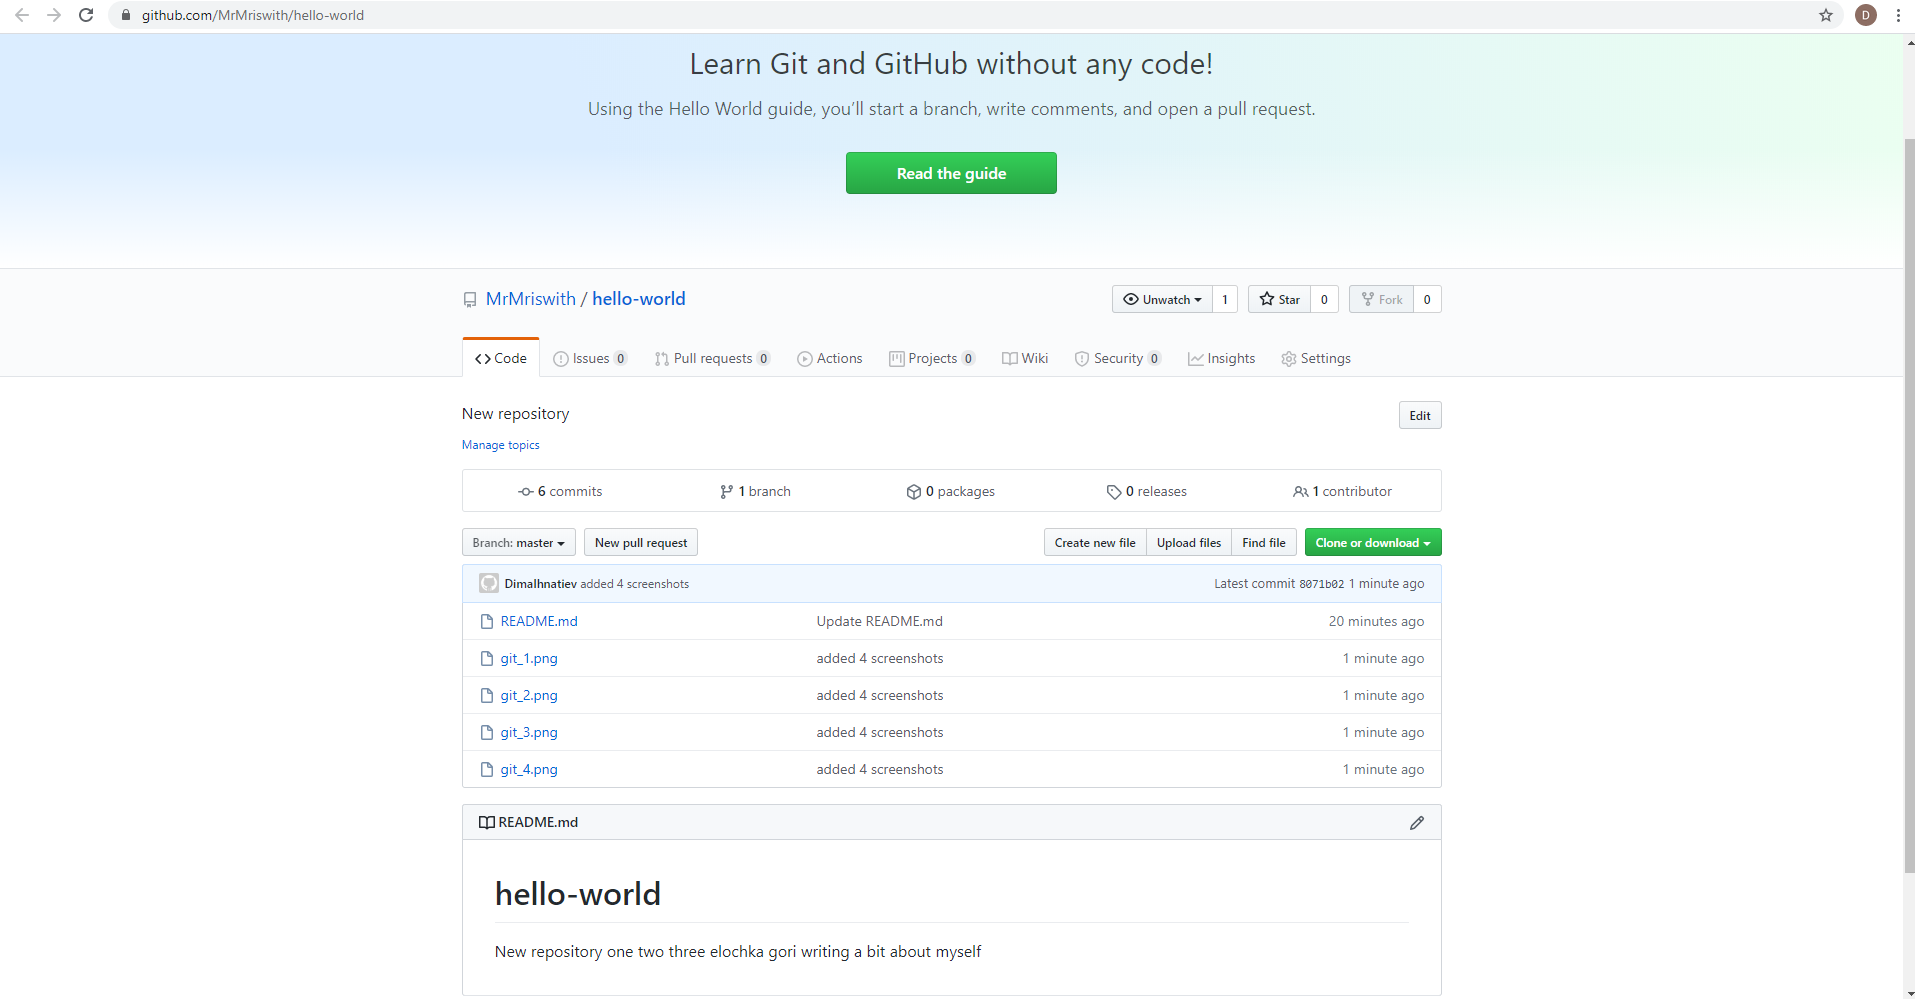 github.com/MrMriswith/hello-world
D
Learn Git and GitHub without any code!
Using the Hello World guide, you’ll start a branch, write comments, and open a pull request.
Read the guide
MrMriswith / hello-world
Unwatch 1 Star 0 Fork 0
Code Issues 0 Pull requests 0 Actions Projects 0 Wiki Security 0 Insights Settings
New repository
Edit
Manage topics
6 commits 1 branch 0 packages 0 releases 1 contributor
Branch: master New pull request Create new file Upload files Find file Clone or download
DimaIhnatiev added 4 screenshots Latest commit 8071b02 1 minute ago
README.md Update README.md 20 minutes ago
git_1.png added 4 screenshots 1 minute ago
git_2.png added 4 screenshots 1 minute ago
git_3.png added 4 screenshots 1 minute ago
git_4.png added 4 screenshots 1 minute ago
README.md
hello-world
New repository one two three elochka gori writing a bit about myself